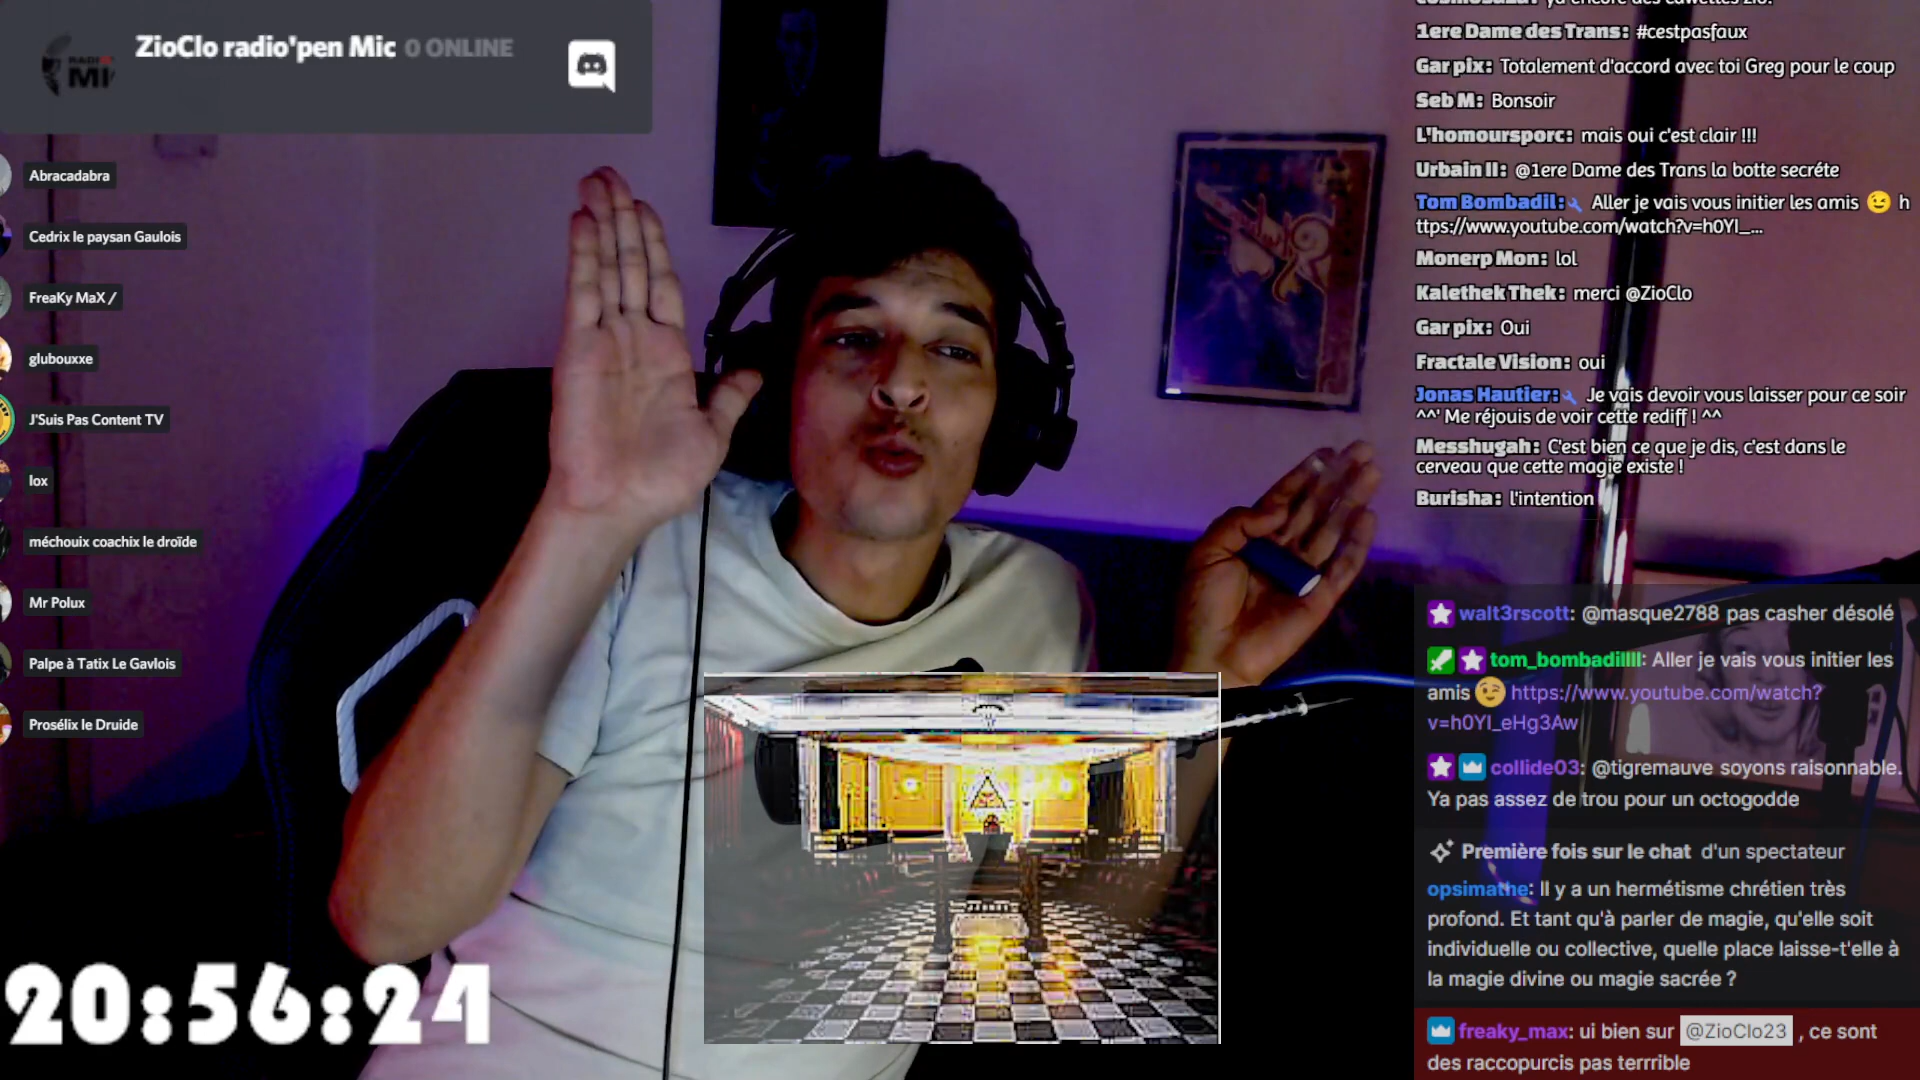 ZioClo radio'pen Mic 0 ONLINE
MI
Abracadabra
Cedrix le paysan Gaulois
FreaKy MaX /
glubouxxe
J'Suis Pas Content TV
lox
méchouix coachix le droïde
Mr Polux
Palpe à Tatix Le Gavlois
Prosélix le Druide
20:56:24
1ere Dame des Trans: #cestpasfaux
Gar pix: Totalement d'accord avec toi Greg pour le coup
Seb M: Bonsoir
L'homoursporc: mais oui c'est clair !!!
Urbain II: @1ere Dame des Trans la botte secréte
Tom Bombadil: Aller je vais vous initier les amis 😉 h
ttps://www.youtube.com/watch?v=h0YI_...
Monerp Mon: lol
Kalethek Thek: merci @ZioClo
Gar pix: Oui
Fractale Vision: oui
Jonas Hautier: Je vais devoir vous laisser pour ce soir
^^' Me réjouis de voir cette rediff ! ^^
Messhugah: C'est bien ce que je dis, c'est dans le
cerveau que cette magie existe !
Burisha: l'intention
walt3rscott: @masque2788 pas casher désolé
tom_bombadillll: Aller je vais vous initier les
amis 😉 https://www.youtube.com/watch?
v=h0YI_eHg3Aw
collide03: @tigremauve soyons raisonnable.
Ya pas assez de trou pour un octogodde
Première fois sur le chat d'un spectateur
opsimathe: Il y a un hermétisme chrétien très
profond. Et tant qu'à parler de magie, qu'elle soit
individuelle ou collective, quelle place laisse-t'elle à
la magie divine ou magie sacrée ?
freaky_max: ui bien sur @ZioClo23 , ce sont
des raccopurcis pas terrrible